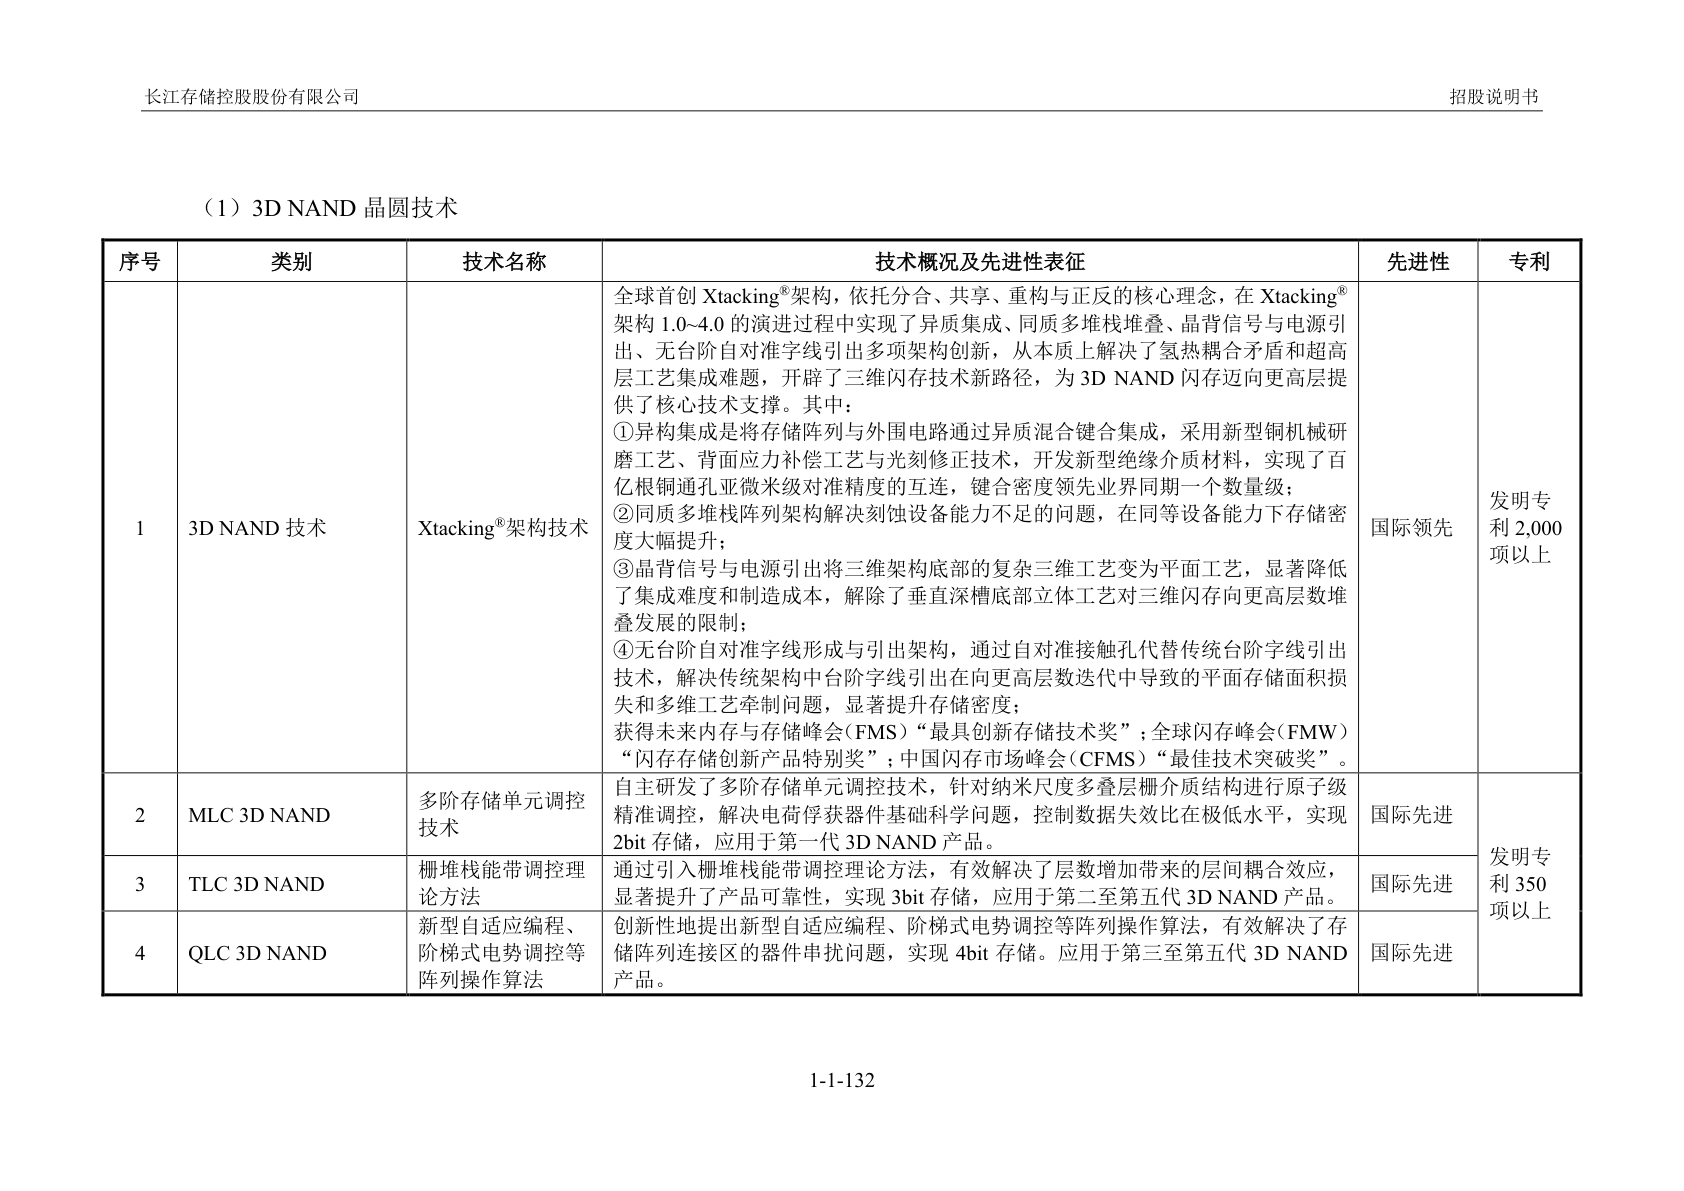 长江存储控股股份有限公司
招股说明书
（1）3D NAND 晶圆技术
序号
类别
技术名称
技术概况及先进性表征
先进性
专利
1
3D NAND 技术
Xtacking®架构技术
全球首创 Xtacking®架构，依托分合、共享、重构与正反的核心理念，在 Xtacking®
架构 1.0~4.0 的演进过程中实现了异质集成、同质多堆栈堆叠、晶背信号与电源引
出、无台阶自对准字线引出多项架构创新，从本质上解决了氢热耦合矛盾和超高
层工艺集成难题，开辟了三维闪存技术新路径，为 3D NAND 闪存迈向更高层提
供了核心技术支撑。其中：
①异构集成是将存储阵列与外围电路通过异质混合键合集成，采用新型铜机械研
磨工艺、背面应力补偿工艺与光刻修正技术，开发新型绝缘介质材料，实现了百
亿根铜通孔亚微米级对准精度的互连，键合密度领先业界同期一个数量级；
②同质多堆栈阵列架构解决刻蚀设备能力不足的问题，在同等设备能力下存储密
度大幅提升；
③晶背信号与电源引出将三维架构底部的复杂三维工艺变为平面工艺，显著降低
了集成难度和制造成本，解除了垂直深槽底部立体工艺对三维闪存向更高层数堆
叠发展的限制；
④无台阶自对准字线形成与引出架构，通过自对准接触孔代替传统台阶字线引出
技术，解决传统架构中台阶字线引出在向更高层数迭代中导致的平面存储面积损
失和多维工艺牵制问题，显著提升存储密度；
获得未来内存与存储峰会（FMS）“最具创新存储技术奖”；全球闪存峰会（FMW）
“闪存存储创新产品特别奖”；中国闪存市场峰会（CFMS）“最佳技术突破奖”。
国际领先
发明专
利 2,000
项以上
2
MLC 3D NAND
多阶存储单元调控
技术
自主研发了多阶存储单元调控技术，针对纳米尺度多叠层栅介质结构进行原子级
精准调控，解决电荷俘获器件基础科学问题，控制数据失效比在极低水平，实现
2bit 存储，应用于第一代 3D NAND 产品。
国际先进
发明专
利 350
项以上
3
TLC 3D NAND
栅堆栈能带调控理
论方法
通过引入栅堆栈能带调控理论方法，有效解决了层数增加带来的层间耦合效应，
显著提升了产品可靠性，实现 3bit 存储，应用于第二至第五代 3D NAND 产品。
国际先进
4
QLC 3D NAND
新型自适应编程、
阶梯式电势调控等
阵列操作算法
创新性地提出新型自适应编程、阶梯式电势调控等阵列操作算法，有效解决了存
储阵列连接区的器件串扰问题，实现 4bit 存储。应用于第三至第五代 3D NAND
产品。
国际先进
1-1-132